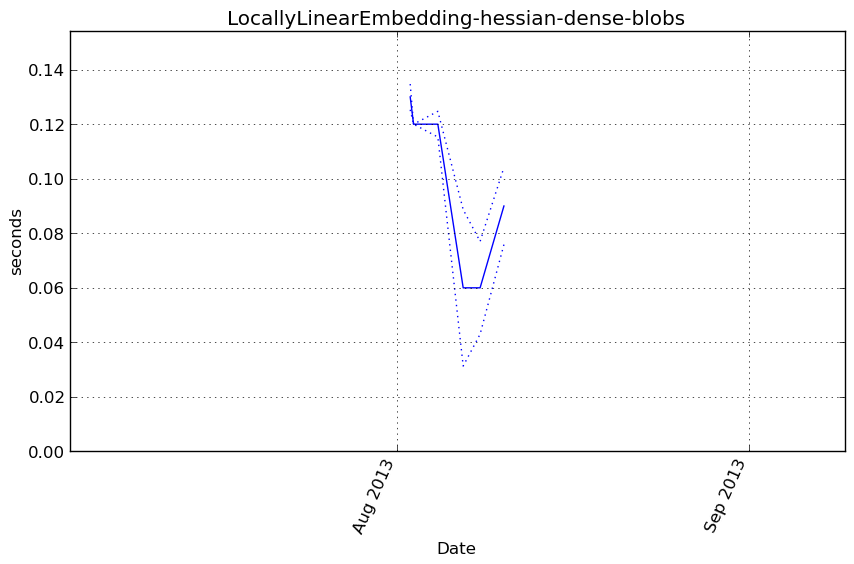 LocallyLinearEmbedding-hessian-dense-blobs
0.14
0.12
0.10
0.08
0.06
0.04
0.02
0.00
seconds
Aug 2013
Sep 2013
Date